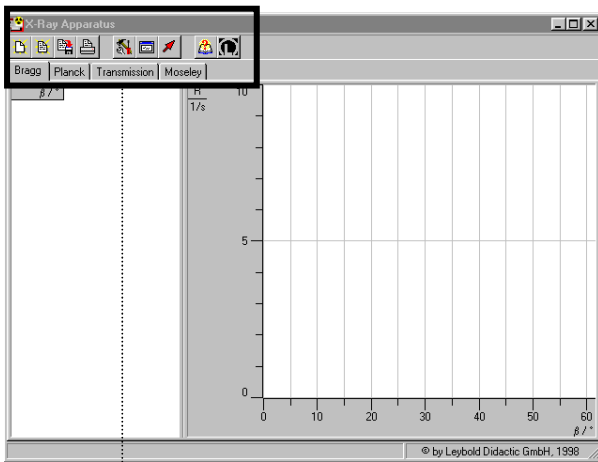 X-Ray Apparatus
Bragg Planck Transmission Moseley
β / °
R
1/s
10
5
0
0 10 20 30 40 50 60
β / °
© by Leybold Didactic GmbH, 1998